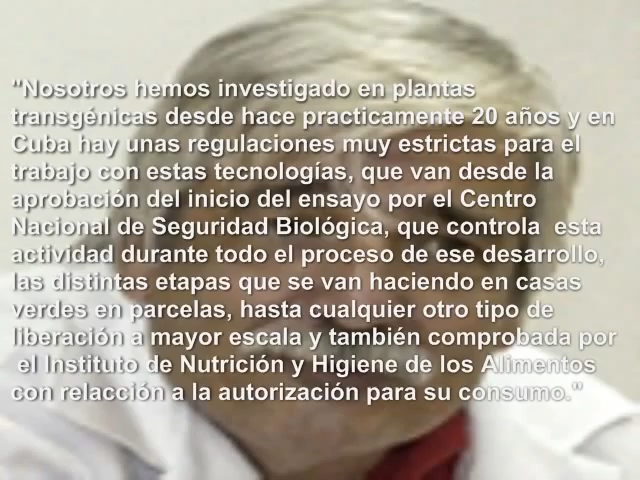 "Nosotros hemos investigado en plantas
transgénicas desde hace practicamente 20 años y en
Cuba hay unas regulaciones muy estrictas para el
trabajo con estas tecnologías, que van desde la
aprobación del inicio del ensayo por el Centro
Nacional de Seguridad Biológica, que controla esta
actividad durante todo el proceso de ese desarrollo,
las distintas etapas que se van haciendo en casas
verdes en parcelas, hasta cualquier otro tipo de
liberación a mayor escala y también comprobada por
el Instituto de Nutrición y Higiene de los Alimentos
con relacción a la autorización para su consumo."